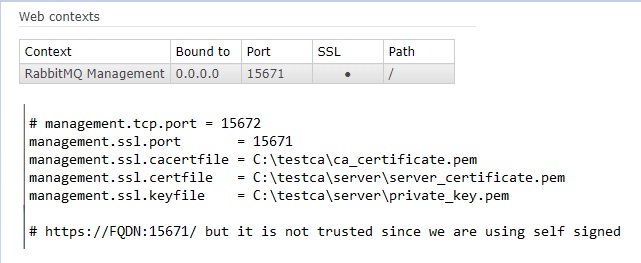 Web contexts
Context Bound to Port SSL Path
RabbitMQ Management 0.0.0.0 15671 ● /
# management.tcp.port = 15672
management.ssl.port       = 15671
management.ssl.cacertfile = C:\testca\ca_certificate.pem
management.ssl.certfile   = C:\testca\server\server_certificate.pem
management.ssl.keyfile    = C:\testca\server\private_key.pem
# https://FQDN:15671/ but it is not trusted since we are using self signed